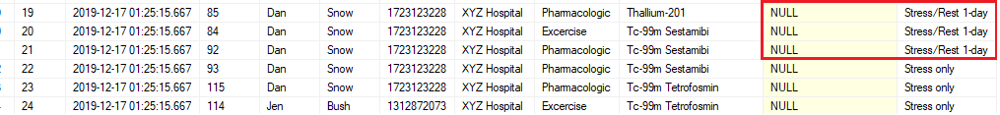 19 2019-12-17 01:25:15.667 85 Dan Snow 1723123228 XYZ Hospital Pharmacologic Thallium-201 NULL Stress/Rest 1-day
20 2019-12-17 01:25:15.667 84 Dan Snow 1723123228 XYZ Hospital Excercise Tc-99m Sestamibi NULL Stress/Rest 1-day
21 2019-12-17 01:25:15.667 92 Dan Snow 1723123228 XYZ Hospital Pharmacologic Tc-99m Sestamibi NULL Stress/Rest 1-day
22 2019-12-17 01:25:15.667 93 Dan Snow 1723123228 XYZ Hospital Pharmacologic Tc-99m Sestamibi NULL Stress only
23 2019-12-17 01:25:15.667 115 Dan Snow 1723123228 XYZ Hospital Pharmacologic Tc-99m Tetrofosmin NULL Stress only
24 2019-12-17 01:25:15.667 114 Jen Bush 1312872073 XYZ Hospital Excercise Tc-99m Tetrofosmin NULL Stress only